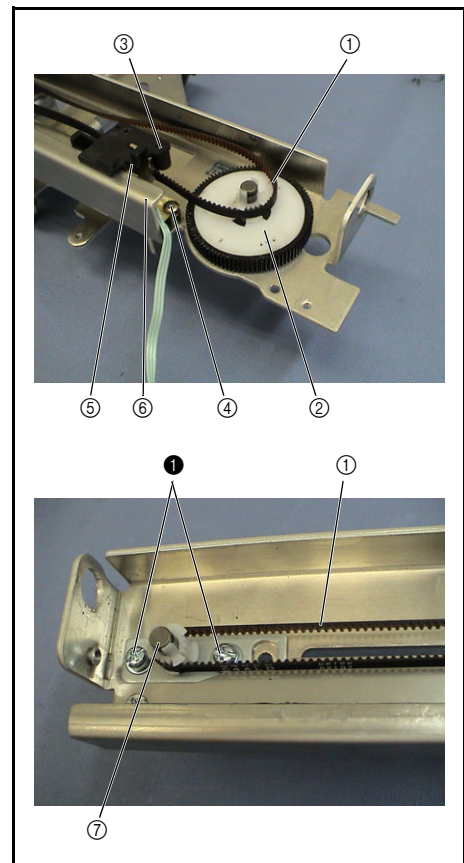 ③ ①
⑤ ⑥ ④ ②
❶ ①
⑦